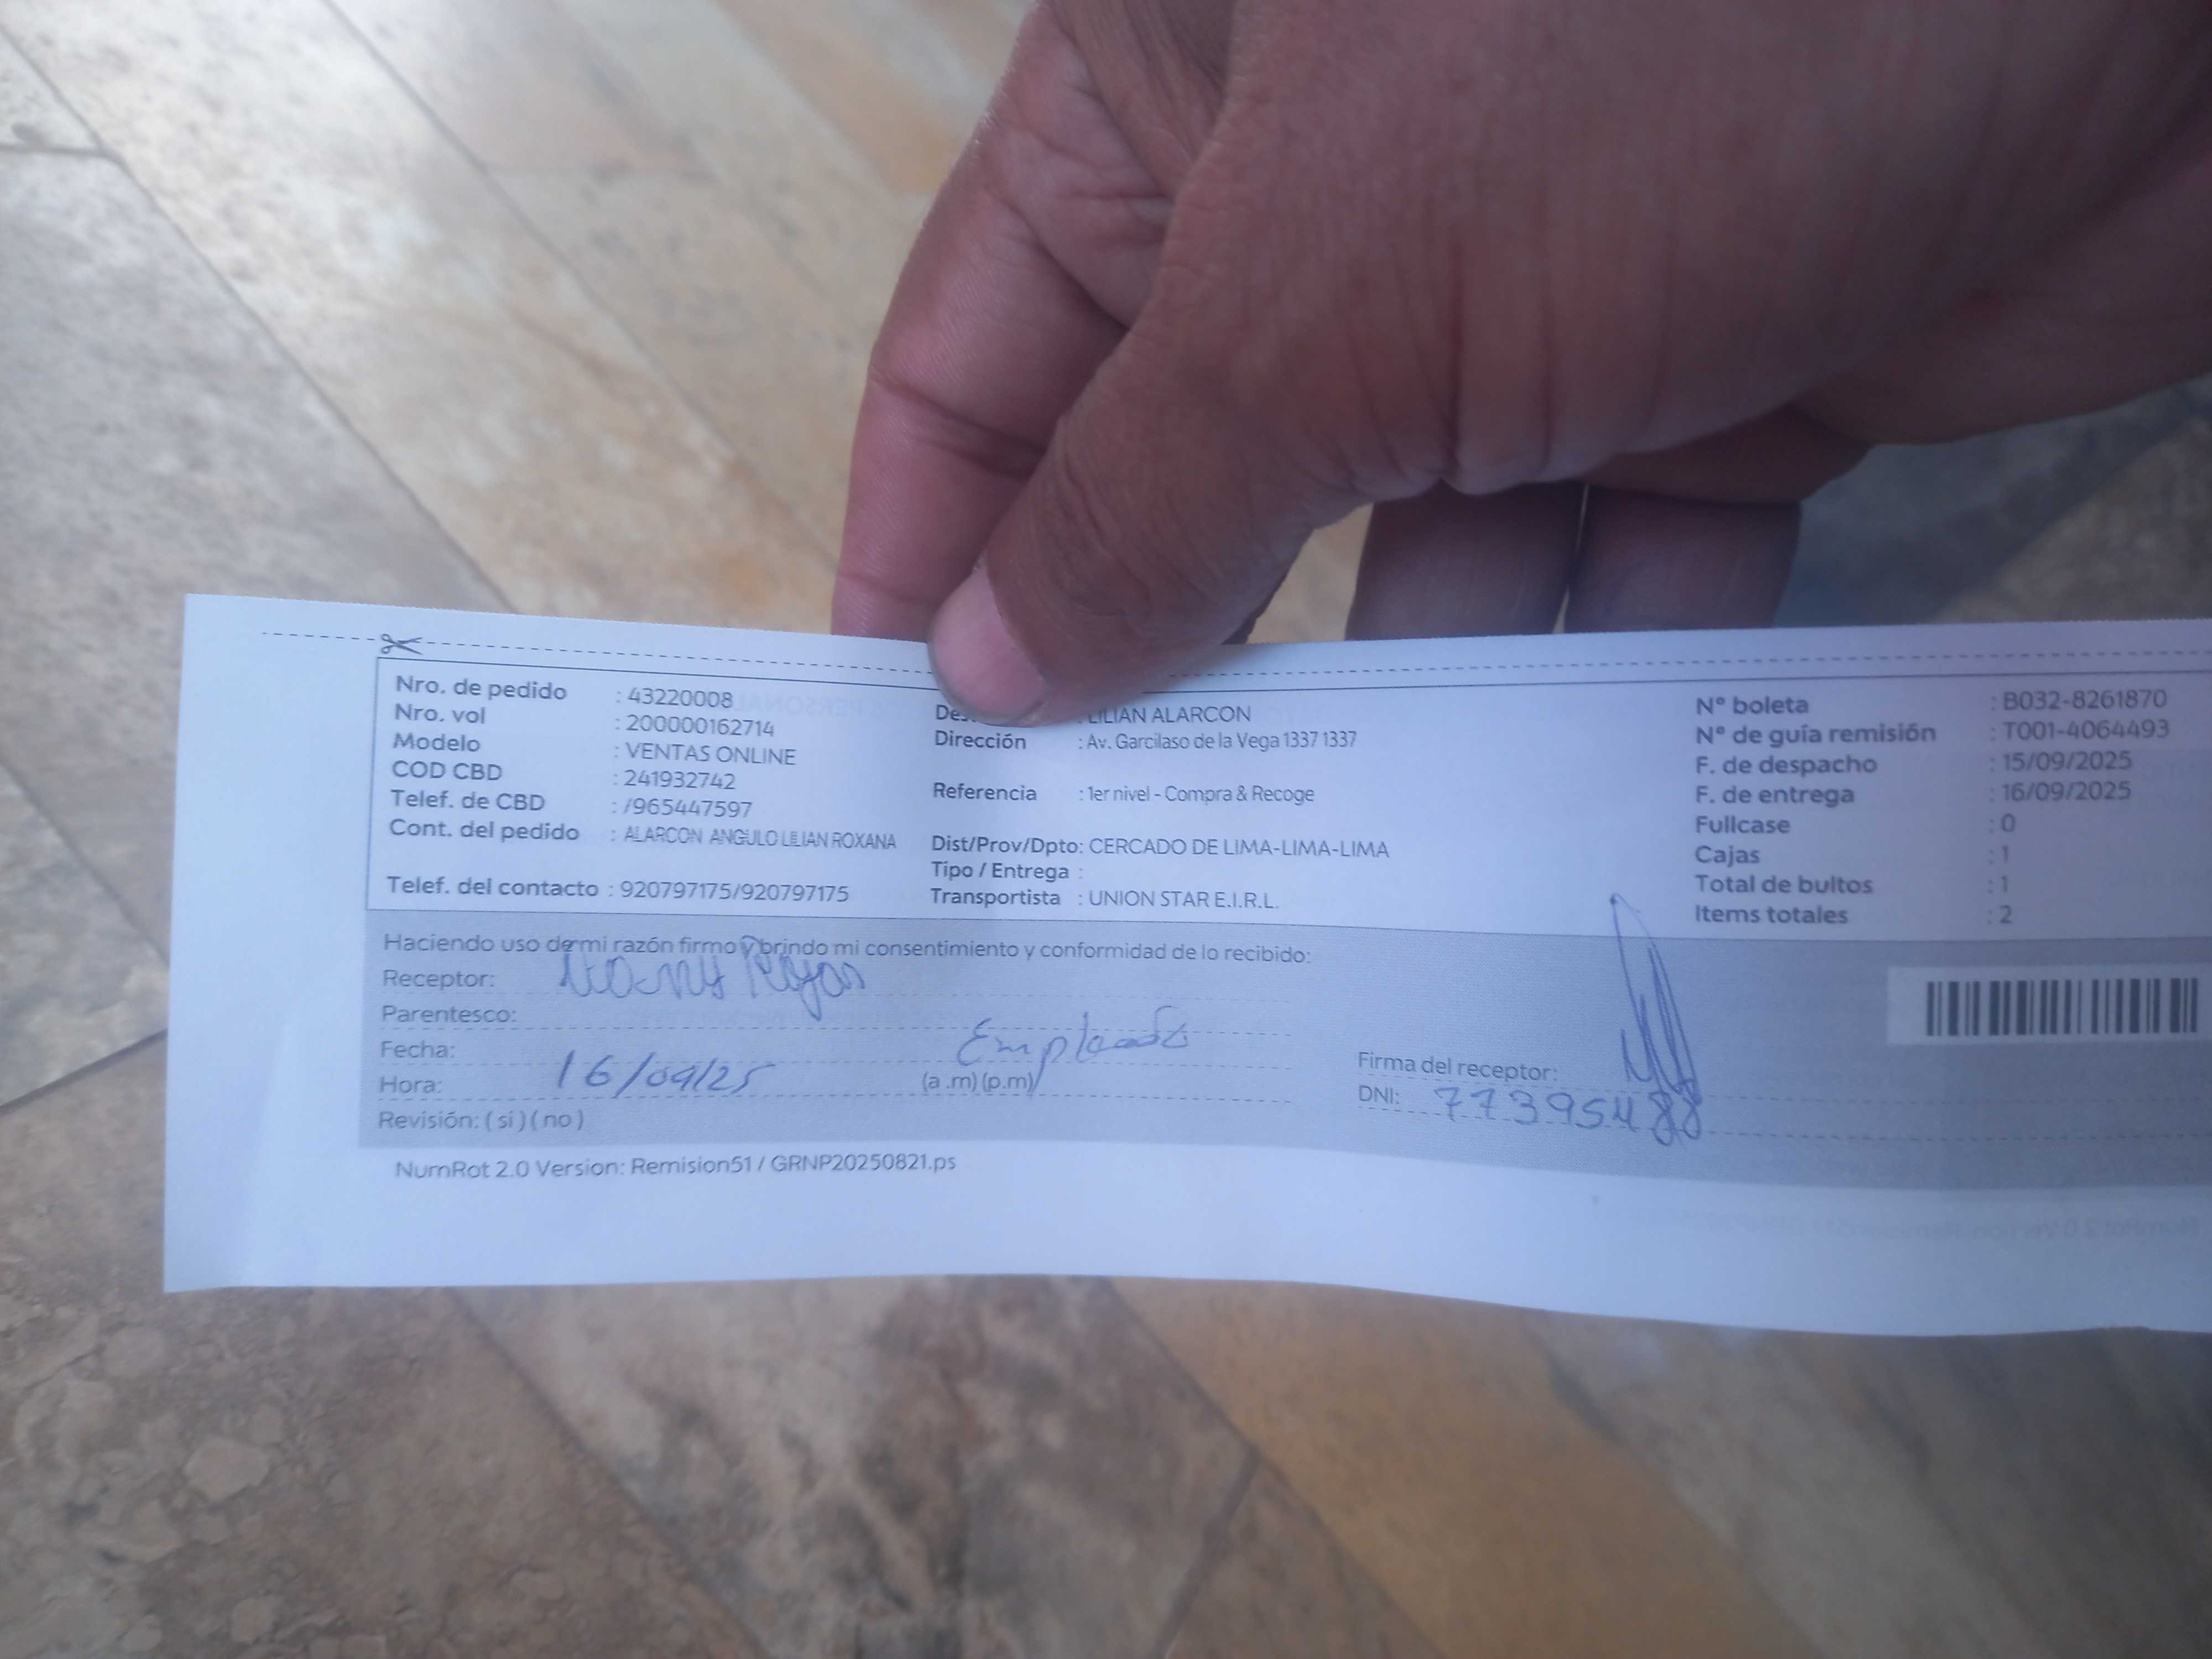 Nro. de pedido : 43220008
Nro. vol : 200000162714
Modelo : VENTAS ONLINE
COD CBD : 241932742
Telef. de CBD : /965447597
Cont. del pedido : ALARCON ANGULO LILIAN ROXANA
Telef. del contacto : 920797175/920797175
: LILIAN ALARCON
Dirección : Av. Garcilaso de la Vega 1337 1337
Referencia : 1er nivel - Compra & Recoge
Dist/Prov/Dpto: CERCADO DE LIMA-LIMA-LIMA
Tipo / Entrega :
Transportista : UNION STAR E.I.R.L.
N° boleta : B032-8261870
N° de guía remisión : T001-4064493
F. de despacho : 15/09/2025
F. de entrega : 16/09/2025
Fullcase : 0
Cajas : 1
Total de bultos : 1
Items totales : 2
Haciendo uso de mi razón firmo y brindo mi consentimiento y conformidad de lo recibido:
Receptor: Rojas
Parentesco: Empleado
Fecha: 16/09/25
Hora: (a .m) (p.m)
Revisión: ( si ) ( no )
Firma del receptor:
DNI: 77395488
NumRot 2.0 Version: Remision51 / GRNP20250821.ps